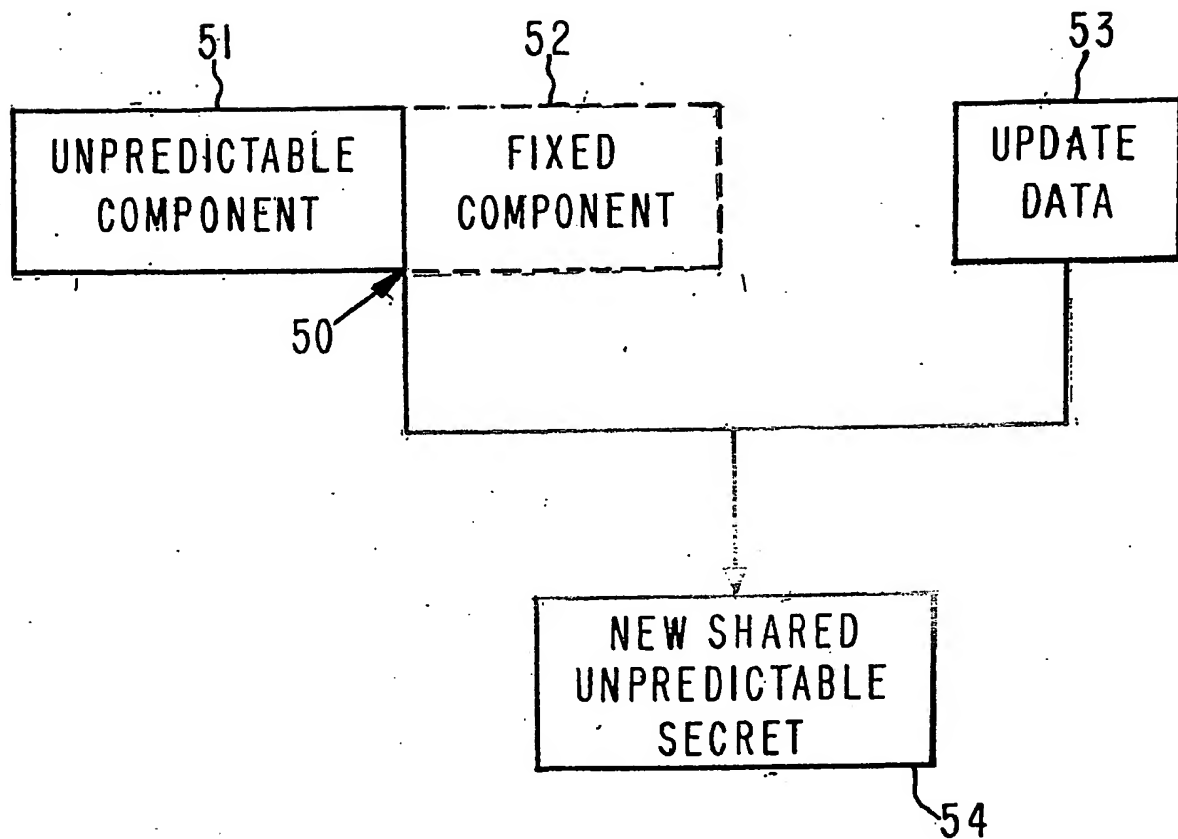 51
52
53
UNPREDICTABLE
COMPONENT
FIXED
COMPONENT
UPDATE
DATA
50
NEW SHARED
UNPREDICTABLE
SECRET
54